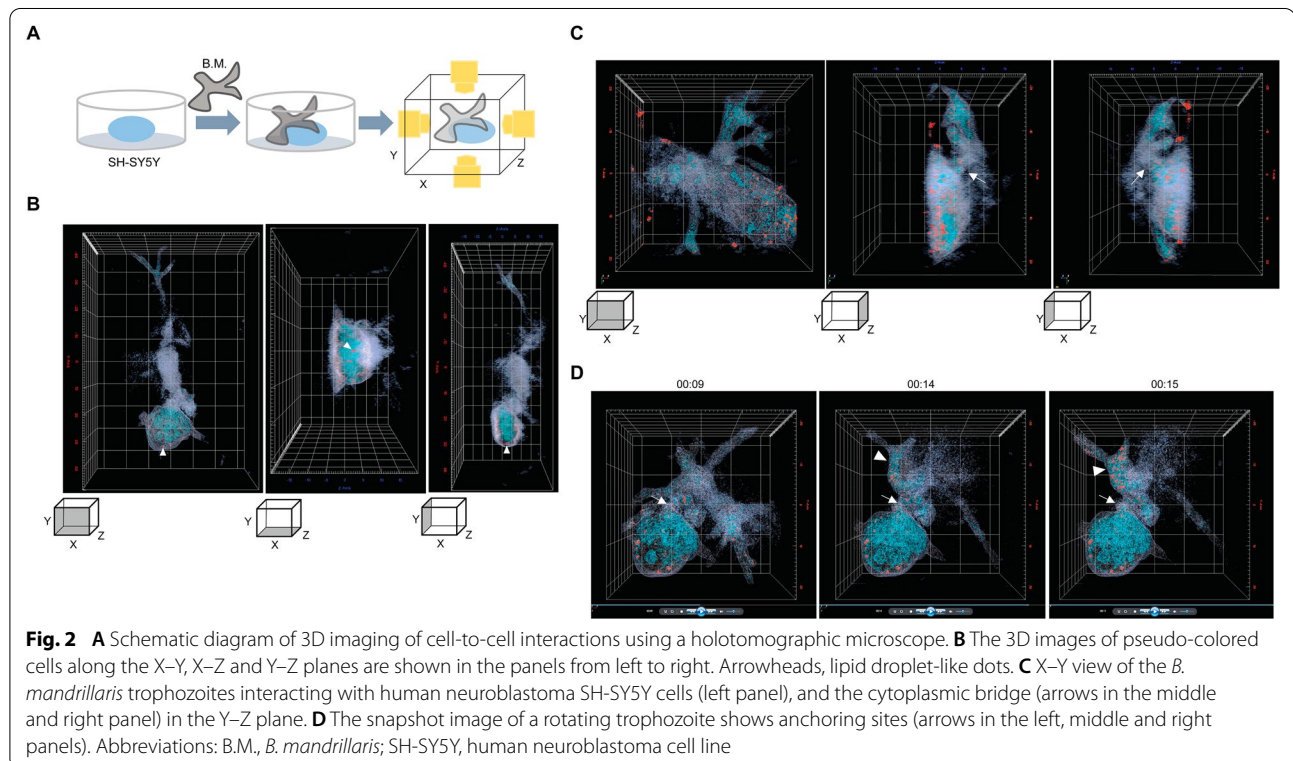 A
B.M.
SH-SY5Y
Y
X
Z
B
Y
X
Z
Y
X
Z
Y
X
Z
C
Y
X
Z
Y
X
Z
Y
X
Z
D
00:09
00:14
00:15
Fig. 2 A Schematic diagram of 3D imaging of cell-to-cell interactions using a holotomographic microscope. B The 3D images of pseudo-colored
cells along the X–Y, X–Z and Y–Z planes are shown in the panels from left to right. Arrowheads, lipid droplet-like dots. C X–Y view of the B.
mandrillaris trophozoites interacting with human neuroblastoma SH-SY5Y cells (left panel), and the cytoplasmic bridge (arrows in the middle
and right panel) in the Y–Z plane. D The snapshot image of a rotating trophozoite shows anchoring sites (arrows in the left, middle and right
panels). Abbreviations: B.M., B. mandrillaris; SH-SY5Y, human neuroblastoma cell line